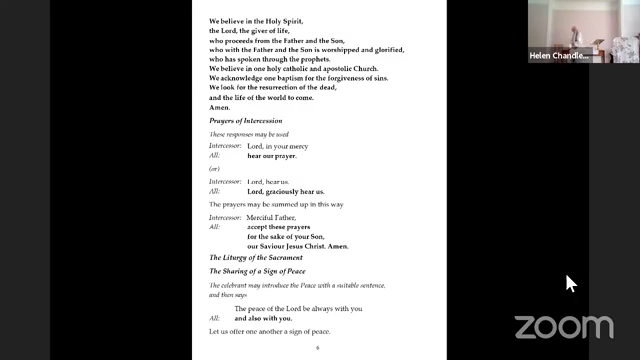 We believe in the Holy Spirit,
the Lord, the giver of life,
who proceeds from the Father and the Son,
who with the Father and the Son is worshipped and glorified,
who has spoken through the prophets.
We believe in one holy catholic and apostolic Church.
We acknowledge one baptism for the forgiveness of sins.
We look for the resurrection of the dead,
and the life of the world to come.
Amen.
Prayers of Intercession
These responses may be used
Intercessor: Lord, in your mercy
All: hear our prayer.
(or)
Intercessor: Lord, hear us.
All: Lord, graciously hear us.
The prayers may be summed up in this way
Intercessor: Merciful Father,
All: accept these prayers
for the sake of your Son,
our Saviour Jesus Christ. Amen.
The Liturgy of the Sacrament
The Sharing of a Sign of Peace
The celebrant may introduce the Peace with a suitable sentence,
and then says
The peace of the Lord be always with you
All: and also with you.
Let us offer one another a sign of peace.
6
Helen Chandle...
zoom